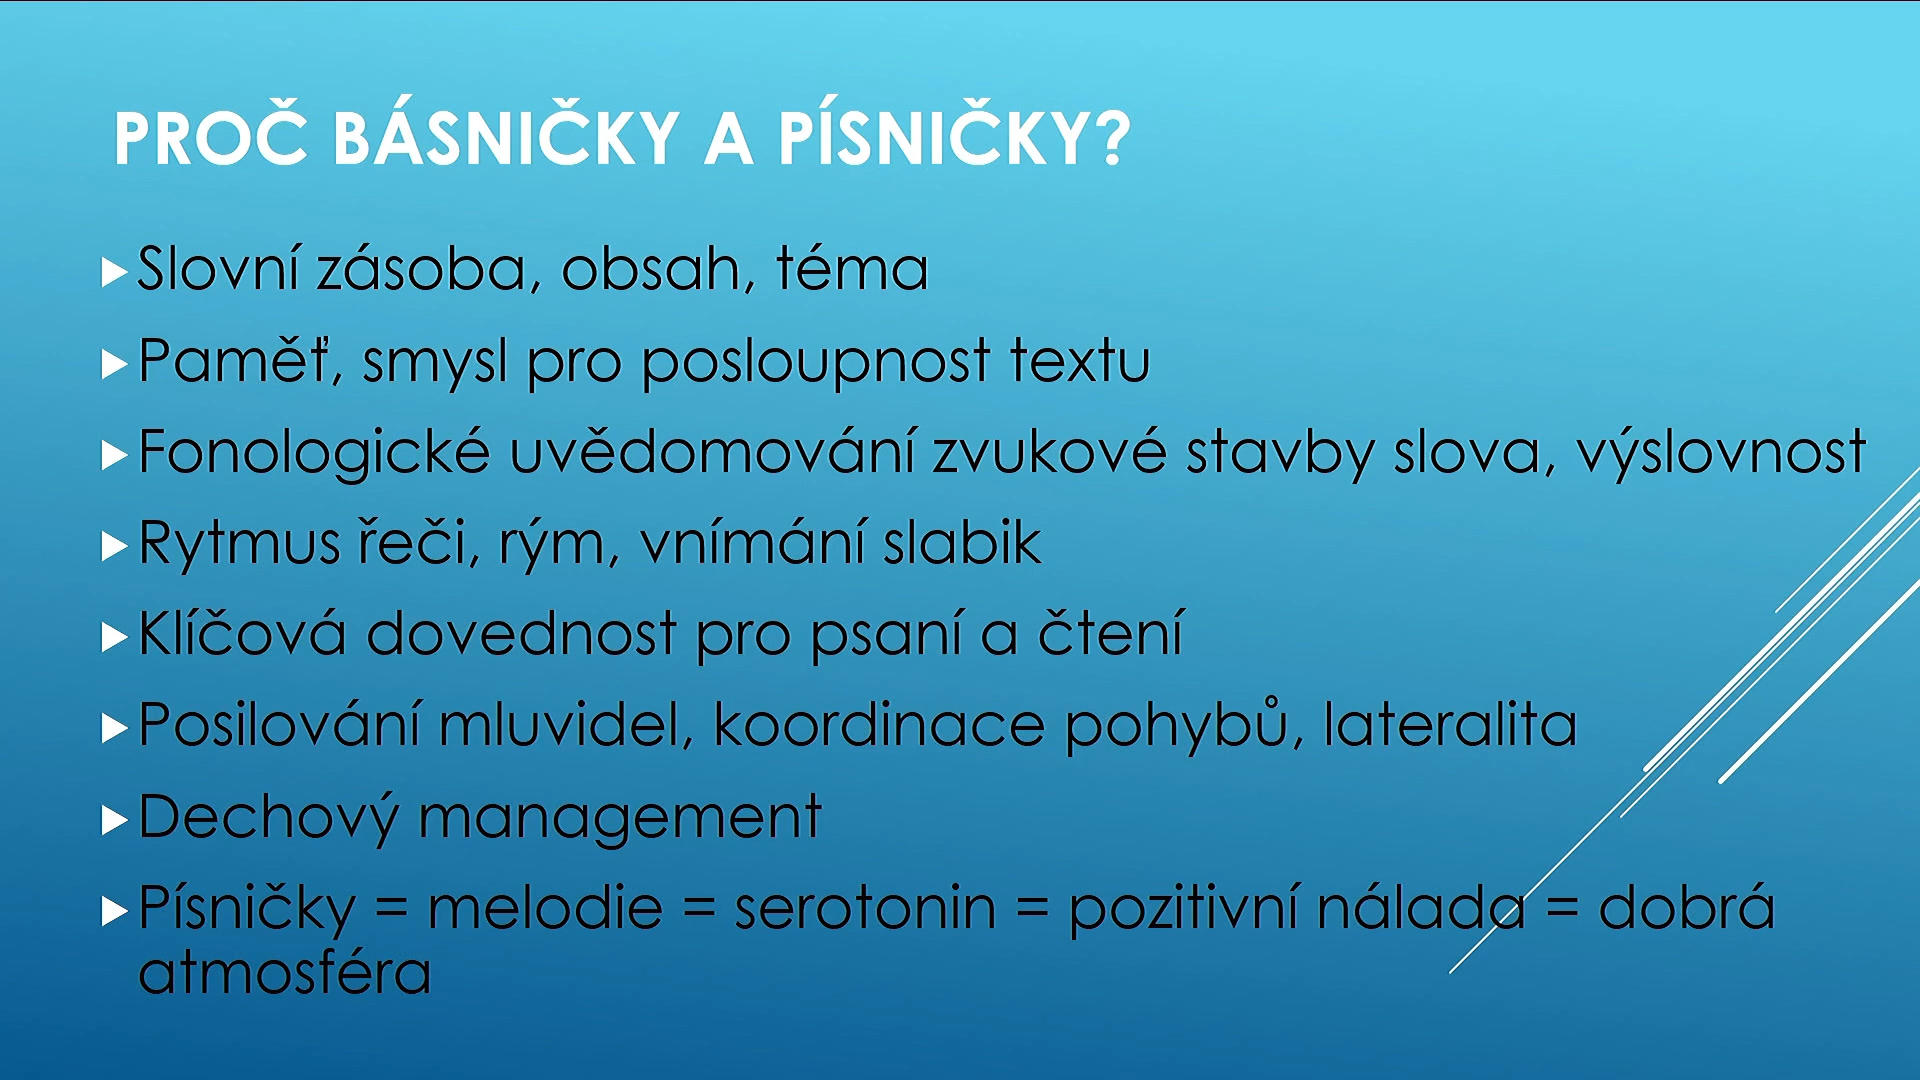 PROČ BÁSNIČKY A PÍSNIČKY?
Slovní zásoba, obsah, téma
Paměť, smysl pro posloupnost textu
Fonologické uvědomování zvukové stavby slova, výslovnost
Rytmus řeči, rým, vnímání slabik
Klíčová dovednost pro psaní a čtení
Posilování mluvidel, koordinace pohybů, lateralita
Dechový management
Písničky = melodie = serotonin = pozitivní nálada = dobrá
atmosféra